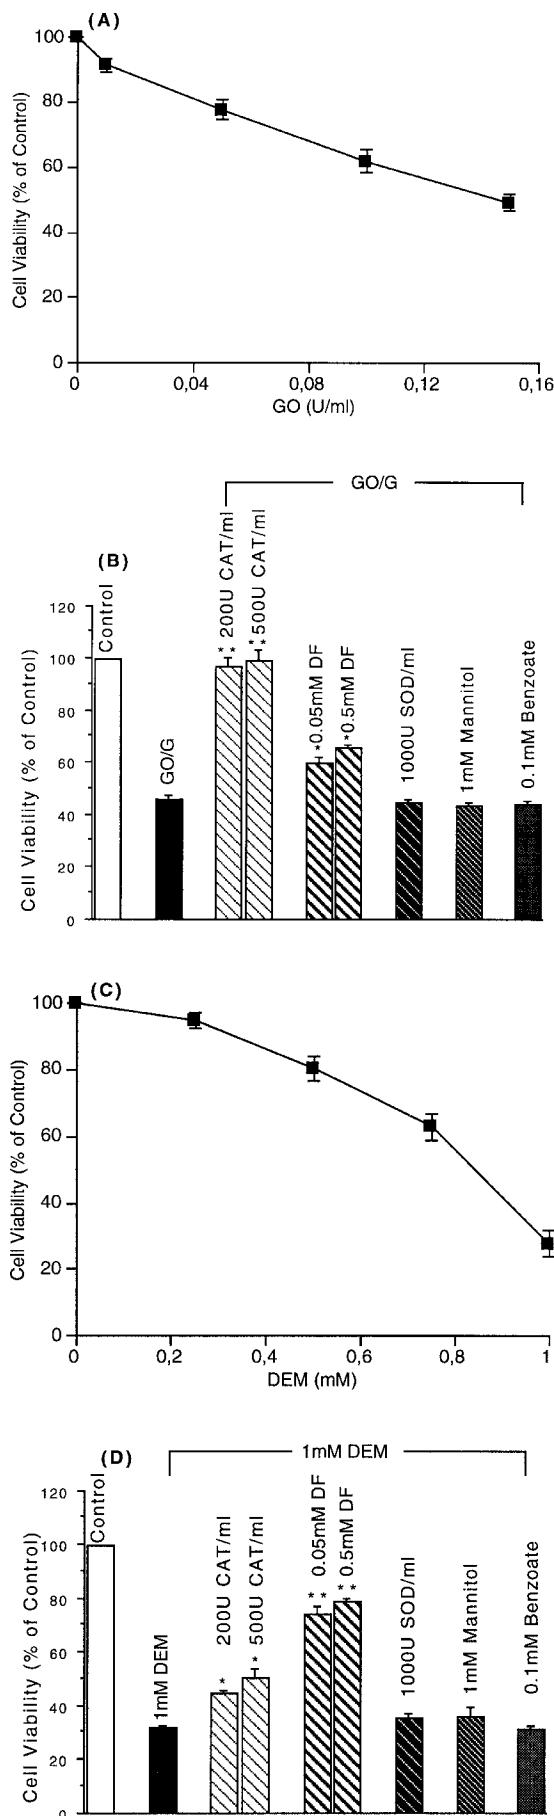 (A)
100
80
60
40
20
0
Cell Viability (% of Control)
0 0,04 0,08 0,12 0,16
GO (U/ml)
GO/G
(B)
120
100
80
60
40
20
0
Cell Viability (% of Control)
Control
GO/G
** 200U CAT/ml
** 500U CAT/ml
*0.05mM DF
*0.5mM DF
1000U SOD/ml
1mM Mannitol
0.1mM Benzoate
(C)
100
80
60
40
20
0
Cell Viability (% of Control)
0 0,2 0,4 0,6 0,8 1
DEM (mM)
1mM DEM
(D)
120
100
80
60
40
20
0
Cell Viability (% of Control)
Control
1mM DEM
* 200U CAT/ml
* 500U CAT/ml
** 0.05mM DF
** 0.5mM DF
1000U SOD/ml
1mM Mannitol
0.1mM Benzoate